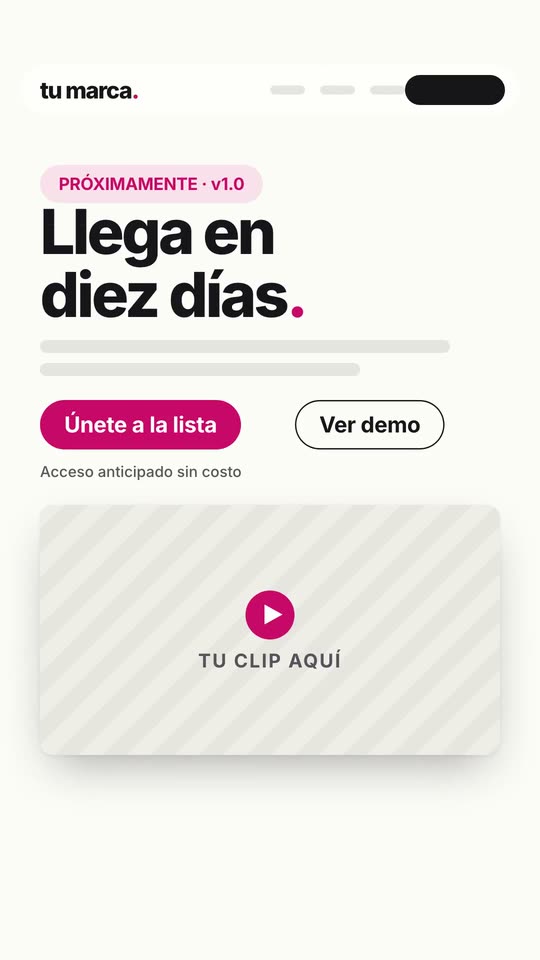 tu marca.
PRÓXIMAMENTE · v1.0
Llega en
diez días.
Únete a la lista
Ver demo
Acceso anticipado sin costo
TU CLIP AQUÍ